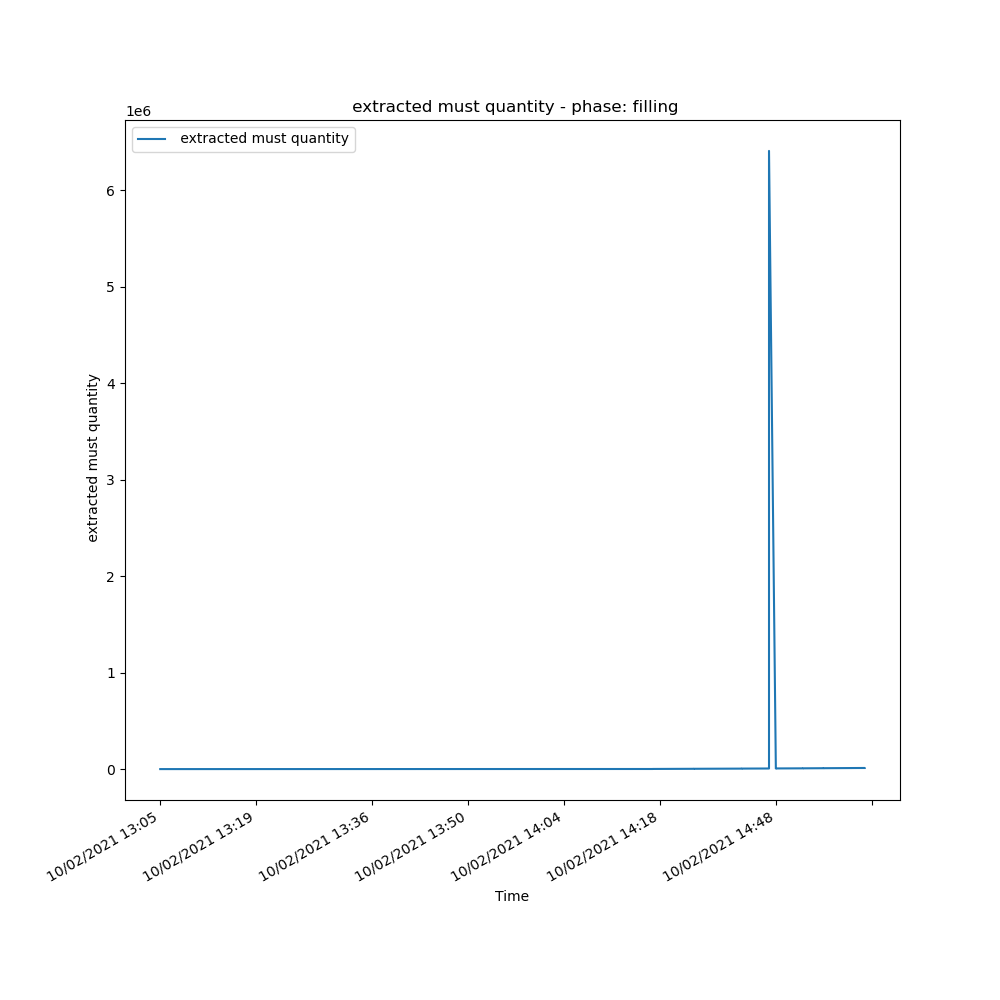 extracted must quantity - phase: filling
1e6
extracted must quantity
6
5
4
3
2
1
0
extracted must quantity
10/02/2021 13:05
10/02/2021 13:19
10/02/2021 13:36
10/02/2021 13:50
10/02/2021 14:04
10/02/2021 14:18
10/02/2021 14:48
Time